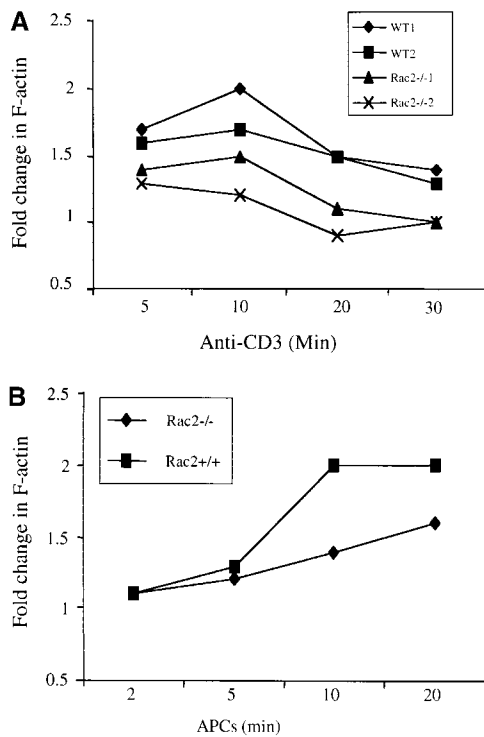 A
2.5
2
1.5
1
0.5
Fold change in F-actin
WT1
WT2
Rac2-/-1
Rac2-/-2
5 10 20 30
Anti-CD3 (Min)
B
2.5
2
1.5
1
0.5
Fold change in F-actin
Rac2-/-
Rac2+/+
2 5 10 20
APCs (min)